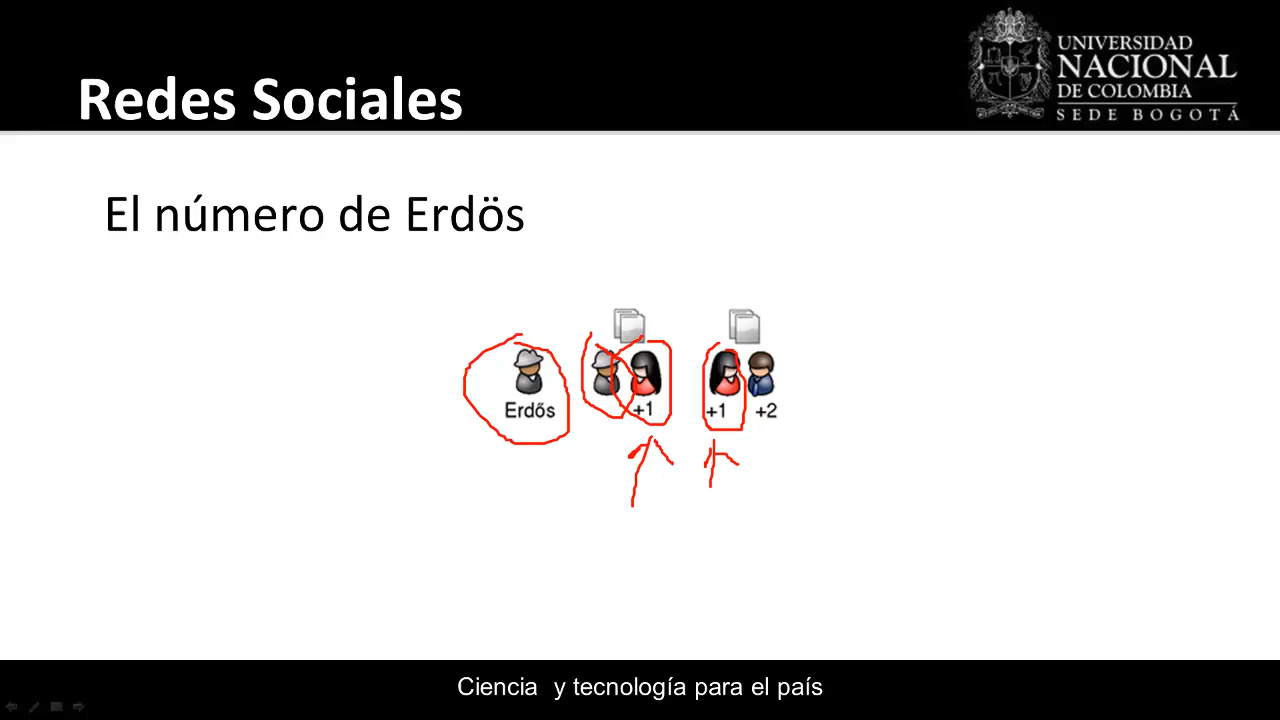 UNIVERSIDAD
NACIONAL
DE COLOMBIA
SEDE BOGOTÁ
Redes Sociales
El número de Erdös
Erdős +1 +1 +2
Ciencia y tecnología para el país